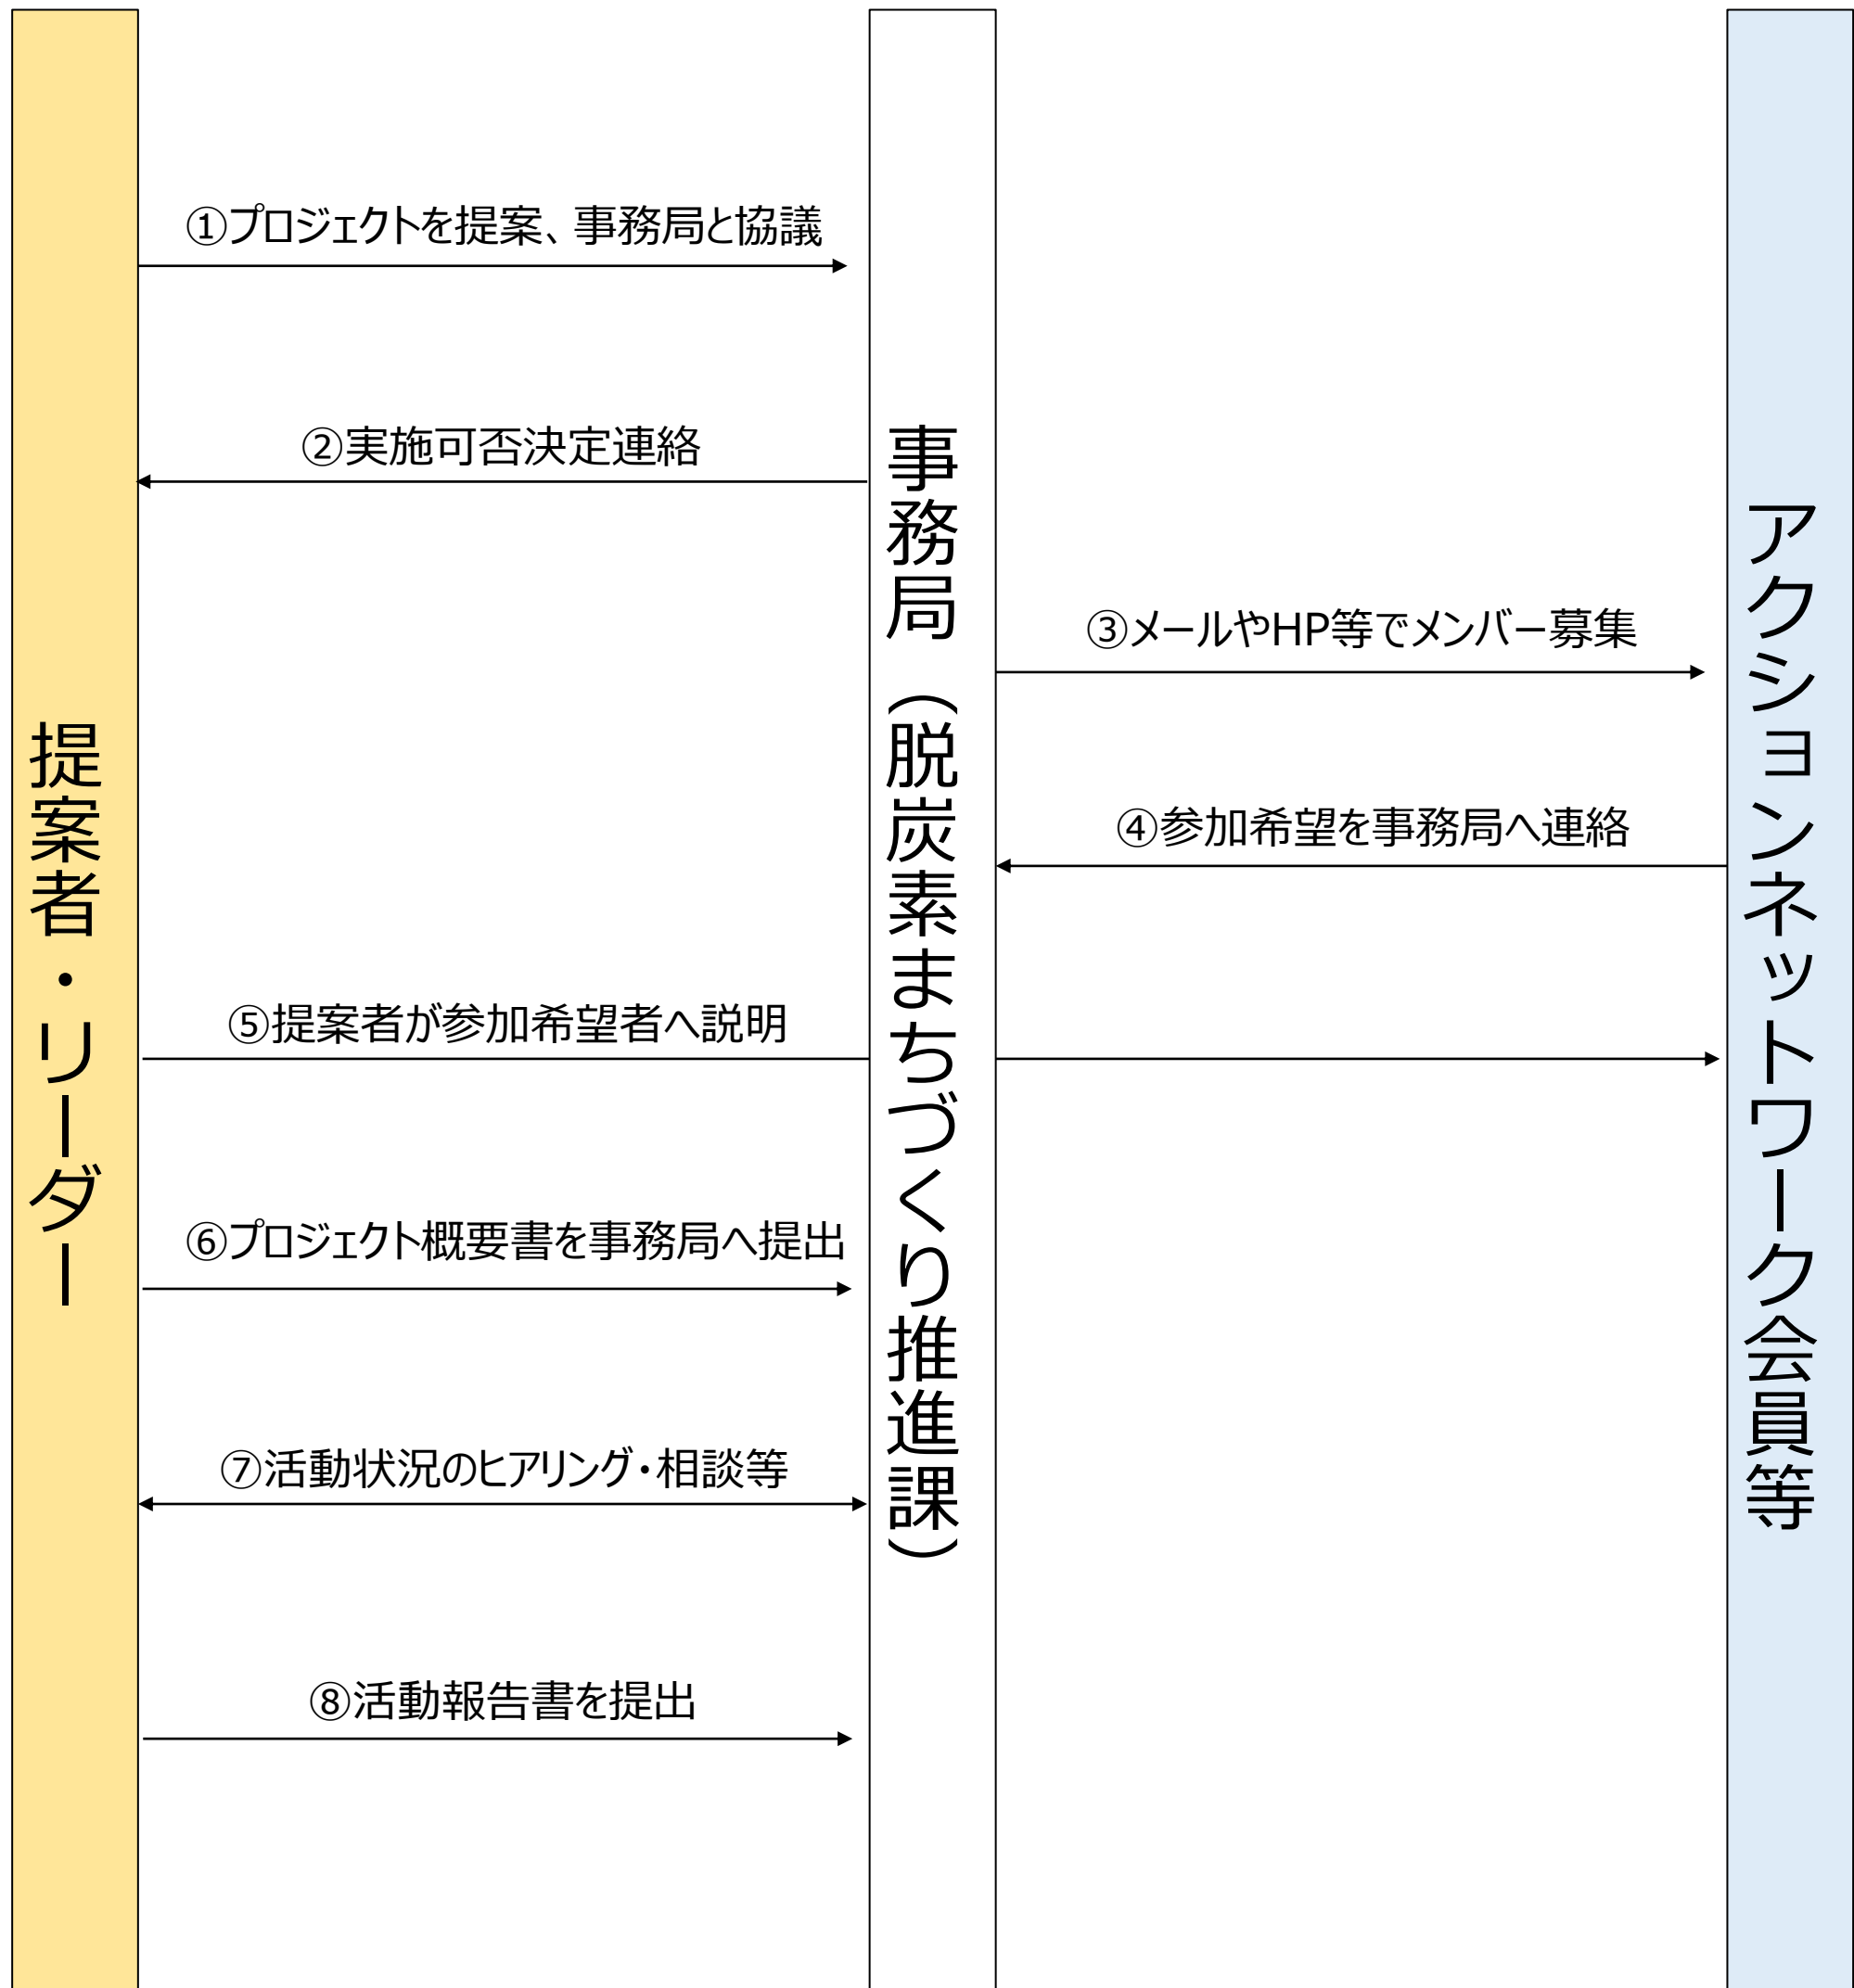 提案者・リーダー
事務局（脱炭素まちづくり推進課）
アクションネットワーク会員等
①プロジェクトを提案、事務局と協議
②実施可否決定連絡
③メールやHP等でメンバー募集
④参加希望を事務局へ連絡
⑤提案者が参加希望者へ説明
⑥プロジェクト概要書を事務局へ提出
⑦活動状況のヒアリング・相談等
⑧活動報告書を提出